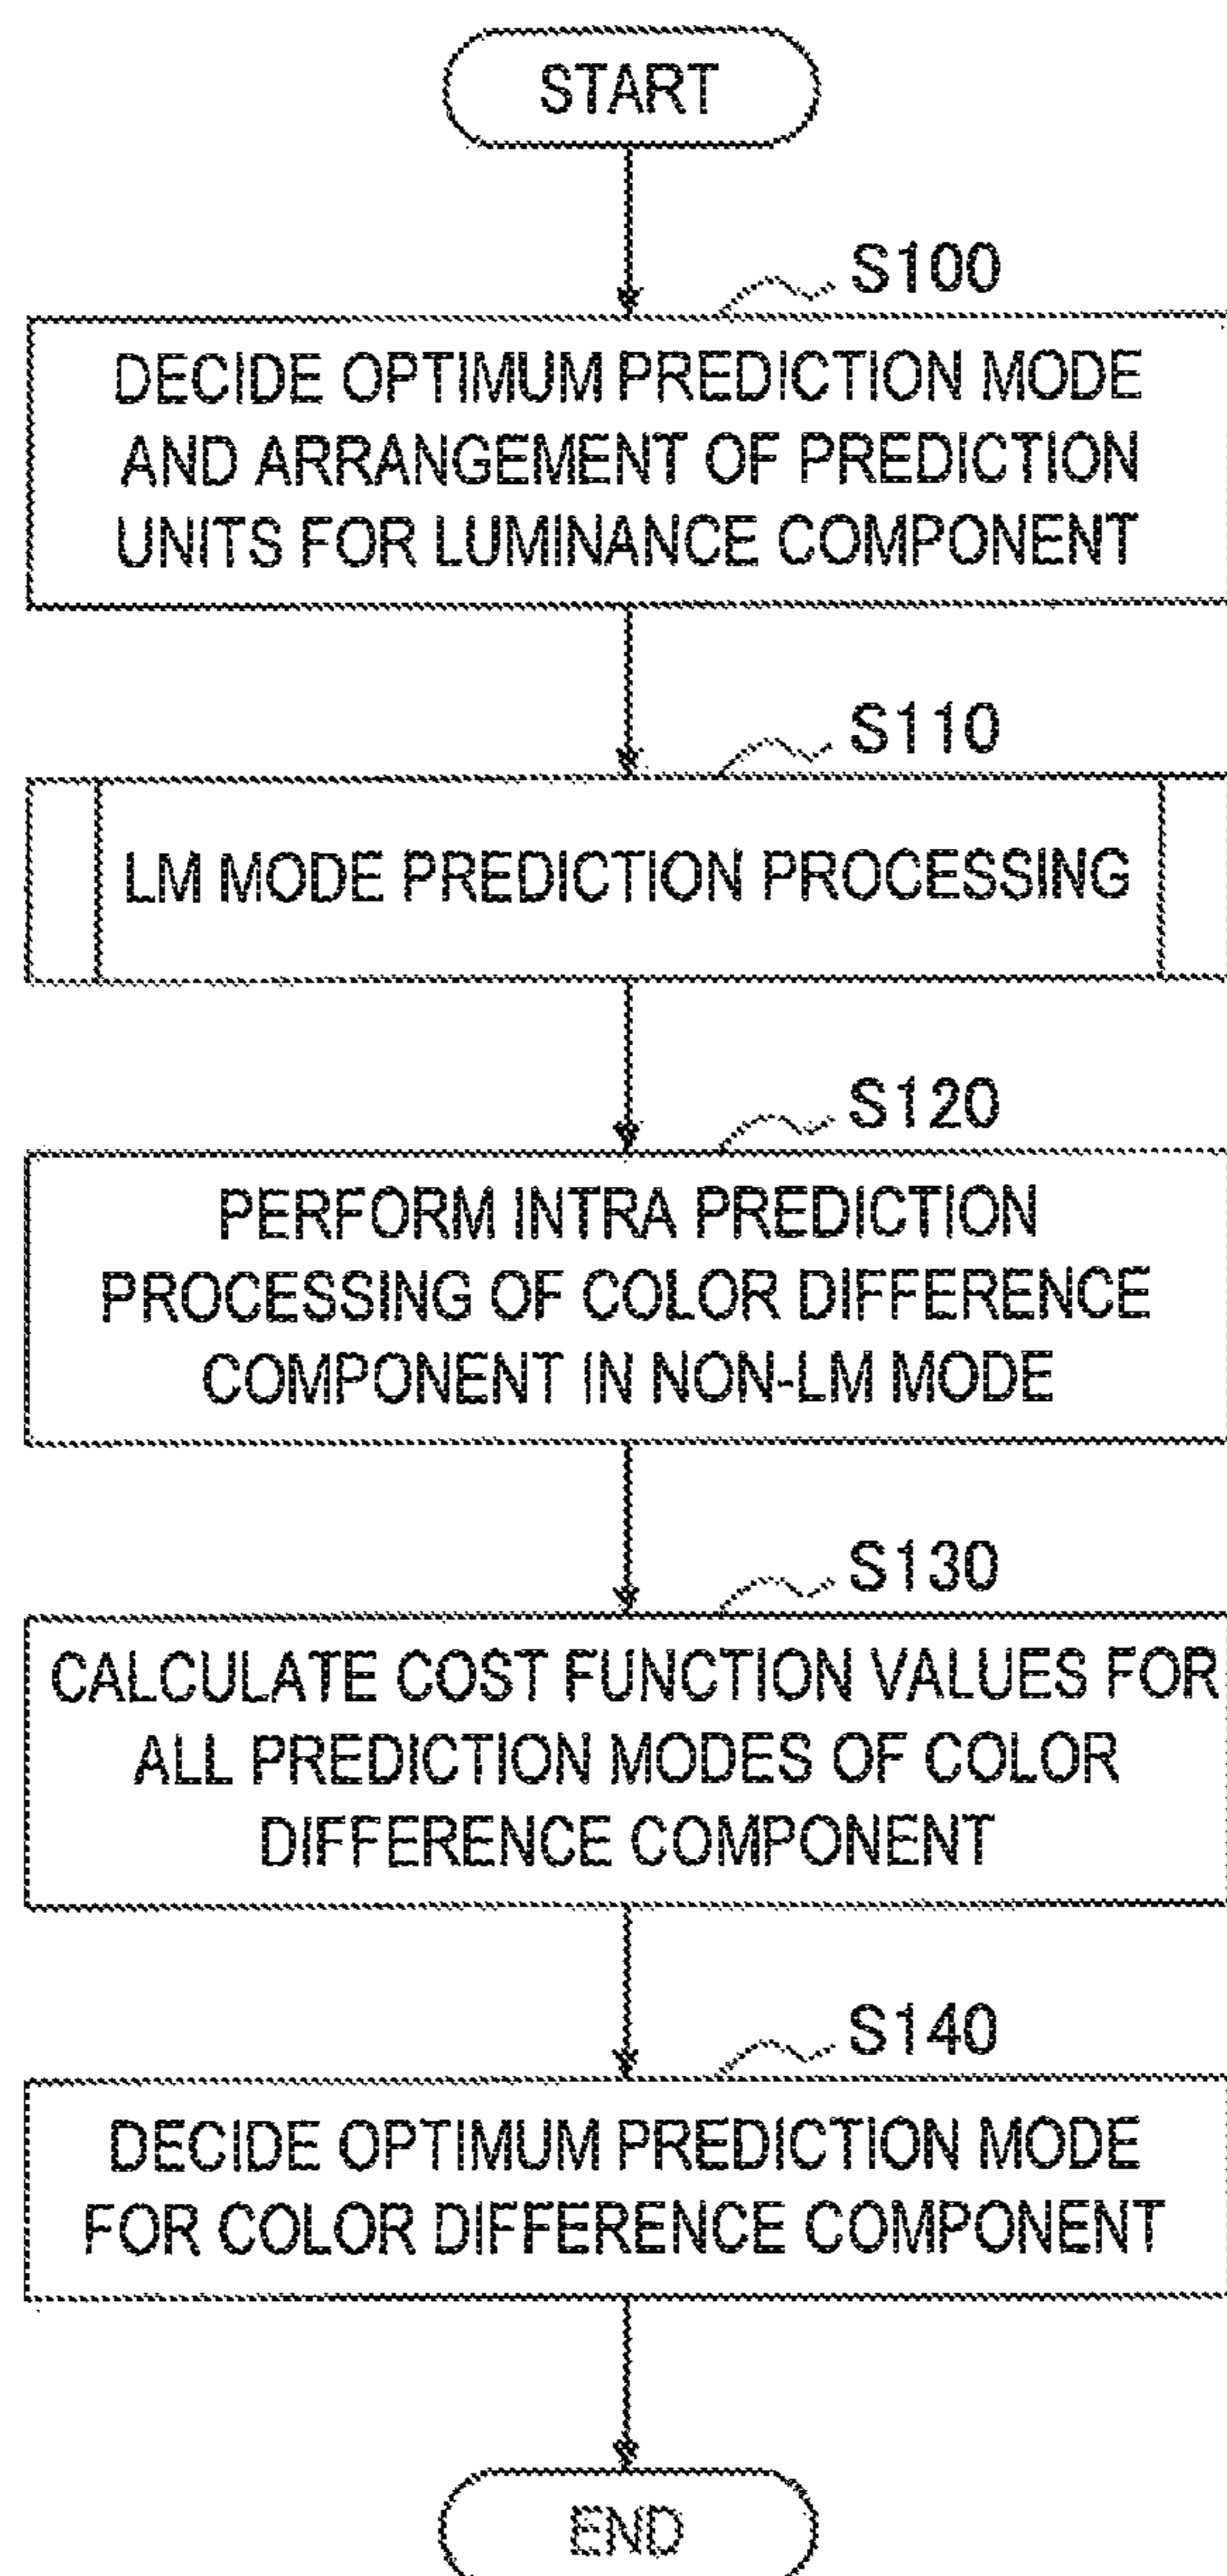 START
S100
DECIDE OPTIMUM PREDICTION MODE
AND ARRANGEMENT OF PREDICTION
UNITS FOR LUMINANCE COMPONENT
S110
LM MODE PREDICTION PROCESSING
S120
PERFORM INTRA PREDICTION
PROCESSING OF COLOR DIFFERENCE
COMPONENT IN NON-LM MODE
S130
CALCULATE COST FUNCTION VALUES FOR
ALL PREDICTION MODES OF COLOR
DIFFERENCE COMPONENT
S140
DECIDE OPTIMUM PREDICTION MODE
FOR COLOR DIFFERENCE COMPONENT
END